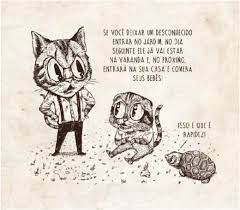 SE VOCÊ DEIXAR UM DESCONHECIDO
ENTRAR NO JARDIM, NO DIA
SEGUINTE ELE JÁ VAI ESTAR
NA VARANDA E, NO PRÓXIMO,
ENTRARÁ NA SUA CASA E COMERÁ
SEUS BEBÊS!
ISSO É QUE É
RAPIDEZ!